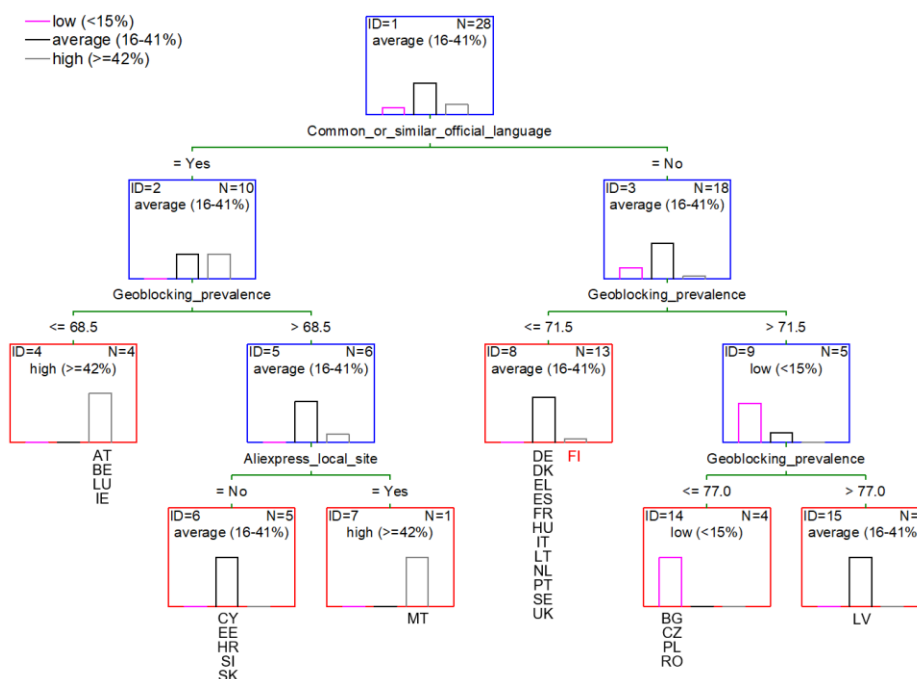 low (<15%)
average (16-41%)
high (>=42%)
ID=1 N=28
average (16-41%)
Common_or_similar_official_language
= Yes
= No
ID=2 N=10
average (16-41%)
ID=3 N=18
average (16-41%)
Geoblocking_prevalence
Geoblocking_prevalence
<= 68.5
> 68.5
<= 71.5
> 71.5
ID=4 N=4
high (>=42%)
ID=5 N=6
average (16-41%)
ID=8 N=13
average (16-41%)
ID=9 N=5
low (<15%)
AT
BE
LU
IE
Aliexpress_local_site
DE FI
DK
EL
ES
FR
HU
IT
LT
NL
PT
SE
UK
Geoblocking_prevalence
= No
= Yes
<= 77.0
> 77.0
ID=6 N=5
average (16-41%)
ID=7 N=1
high (>=42%)
ID=14 N=4
low (<15%)
ID=15 N=
average (16-41%)
CY
EE
HR
SI
SK
MT
BG
CZ
PL
RO
LV